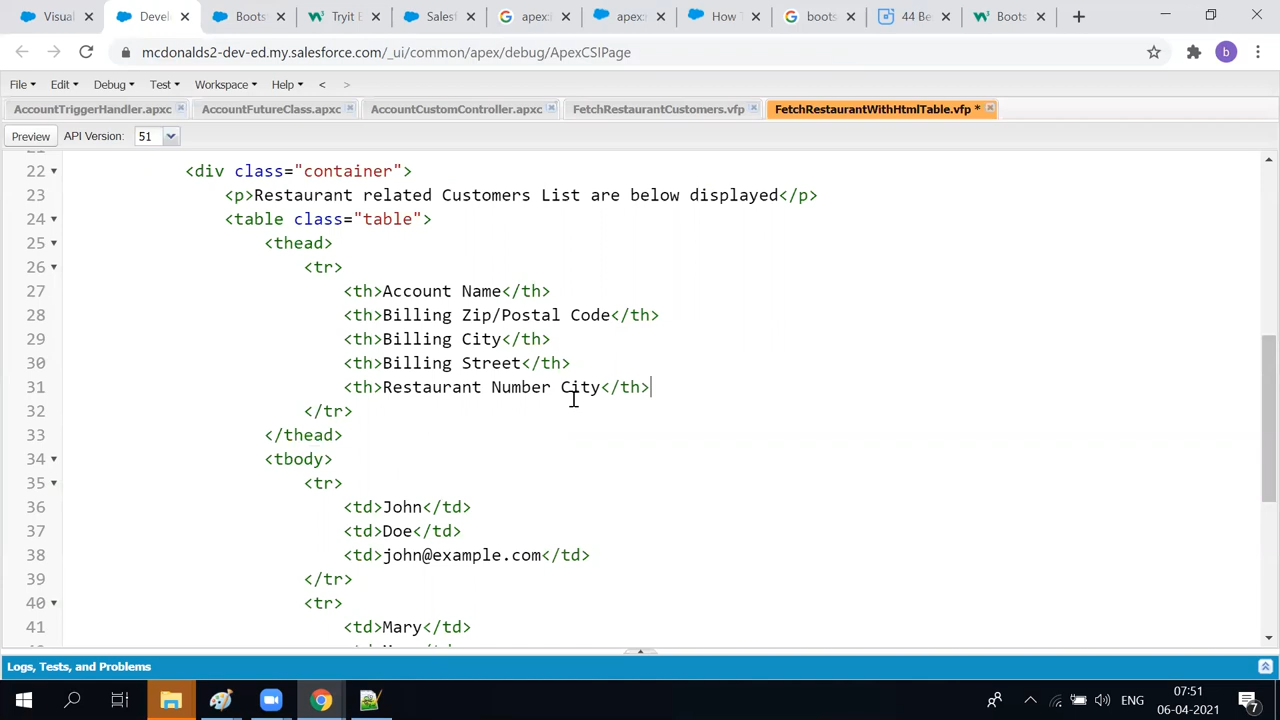 Visual
Devel
Boots
Tryit E
Salesf
apex:
apex:
How T
boots
44 Be
Boots
mcdonalds2-dev-ed.my.salesforce.com/_ui/common/apex/debug/ApexCSIPage
b
File Edit Debug Test Workspace Help < >
AccountTriggerHandler.apxc AccountFutureClass.apxc AccountCustomController.apxc FetchRestaurantCustomers.vfp FetchRestaurantWithHtmlTable.vfp *
Preview API Version: 51
22 <div class="container">
23 <p>Restaurant related Customers List are below displayed</p>
24 <table class="table">
25 <thead>
26 <tr>
27 <th>Account Name</th>
28 <th>Billing Zip/Postal Code</th>
29 <th>Billing City</th>
30 <th>Billing Street</th>
31 <th>Restaurant Number City</th>
32 </tr>
33 </thead>
34 <tbody>
35 <tr>
36 <td>John</td>
37 <td>Doe</td>
38 <td>john@example.com</td>
39 </tr>
40 <tr>
41 <td>Mary</td>
Logs, Tests, and Problems
ENG
07:51
06-04-2021
7